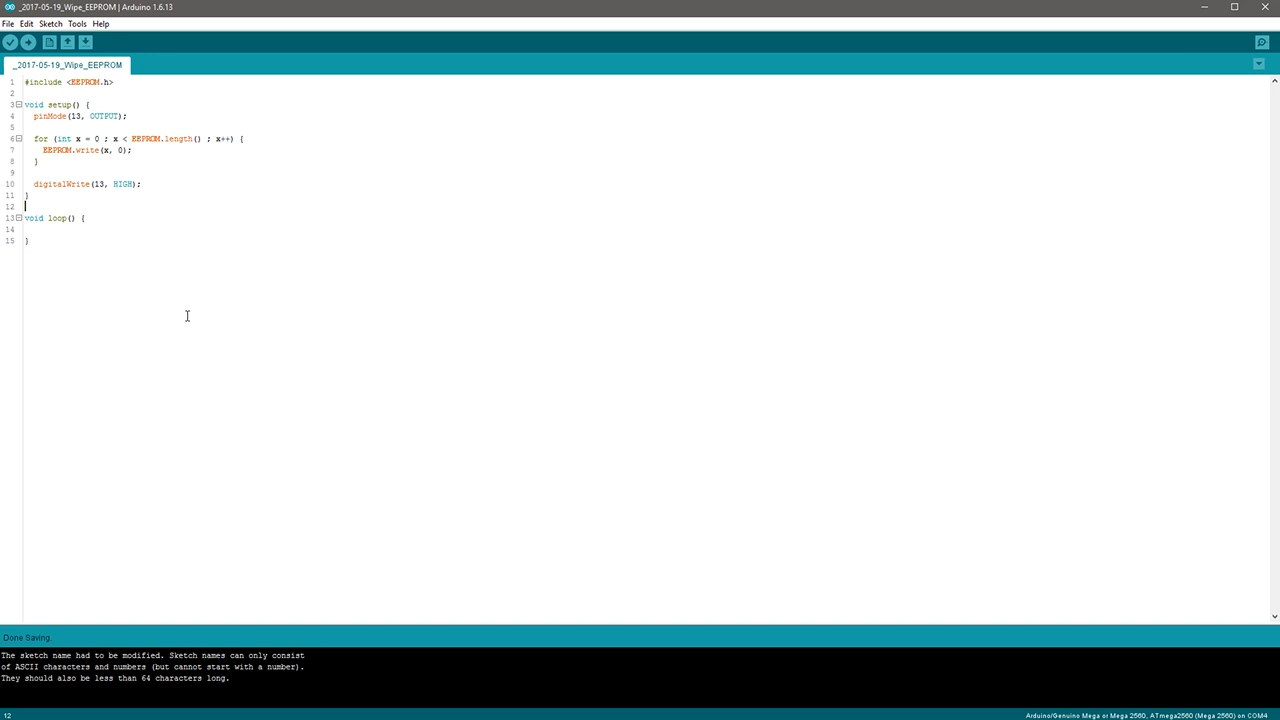 _2017-05-19_Wipe_EEPROM | Arduino 1.6.13
File Edit Sketch Tools Help
_2017-05-19_Wipe_EEPROM
1 #include <EEPROM.h>
2
3 void setup() {
4 pinMode(13, OUTPUT);
5
6 for (int x = 0 ; x < EEPROM.length() ; x++) {
7 EEPROM.write(x, 0);
8 }
9
10 digitalWrite(13, HIGH);
11 }
12
13 void loop() {
14
15 }
Done Saving.
The sketch name had to be modified. Sketch names can only consist
of ASCII characters and numbers (but cannot start with a number).
They should also be less than 64 characters long.
12 Arduino/Genuino Mega or Mega 2560, ATmega2560 (Mega 2560) on COM4